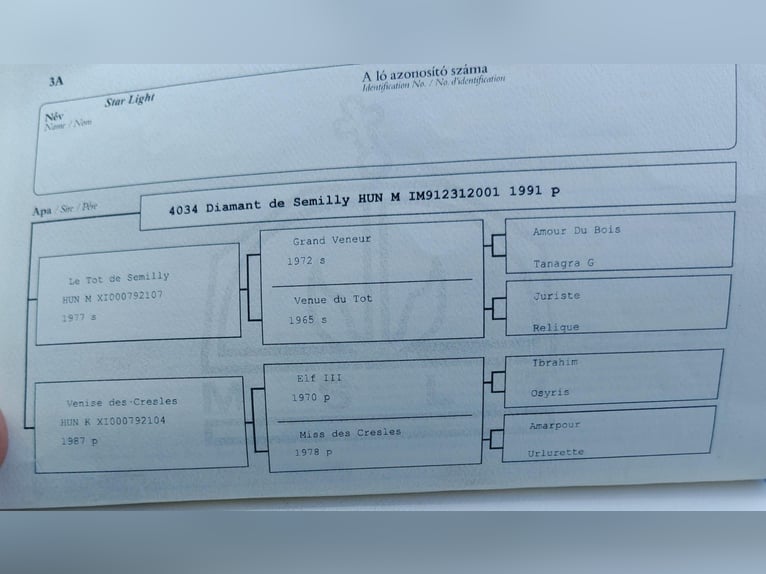 3A
A ló azonosító száma
Identification No. / No. d'identification
Star Light
Név
Name / Nom
Apa / Sire / Père
4034 Diamant de Semilly HUN M IM912312001 1991 p
Le Tot de Semilly
HUN M XI000792107
1977 s
Grand Veneur
1972 s
Venue du Tot
1965 s
Amour Du Bois
Tanagra G
Juriste
Relique
Venise des-Cresles
HUN K XI000792104
1987 p
Elf III
1970 p
Miss des Cresles
1978 p
Ibrahim
Osyris
Amarpour
Urlurette